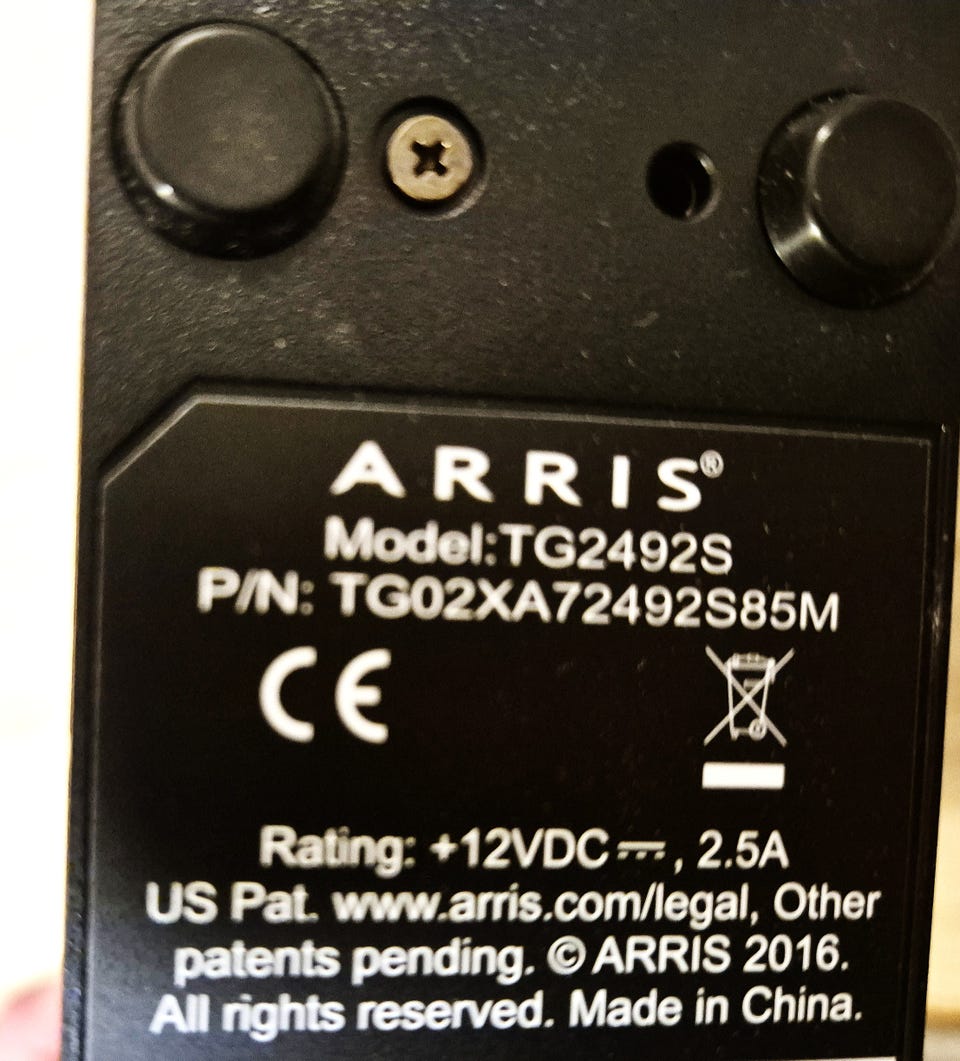 ARRIS®
Model:TG2492S
P/N: TG02XA72492S85M
CE
Rating: +12VDC⎓, 2.5A
US Pat. www.arris.com/legal, Other
patents pending. © ARRIS 2016.
All rights reserved. Made in China.